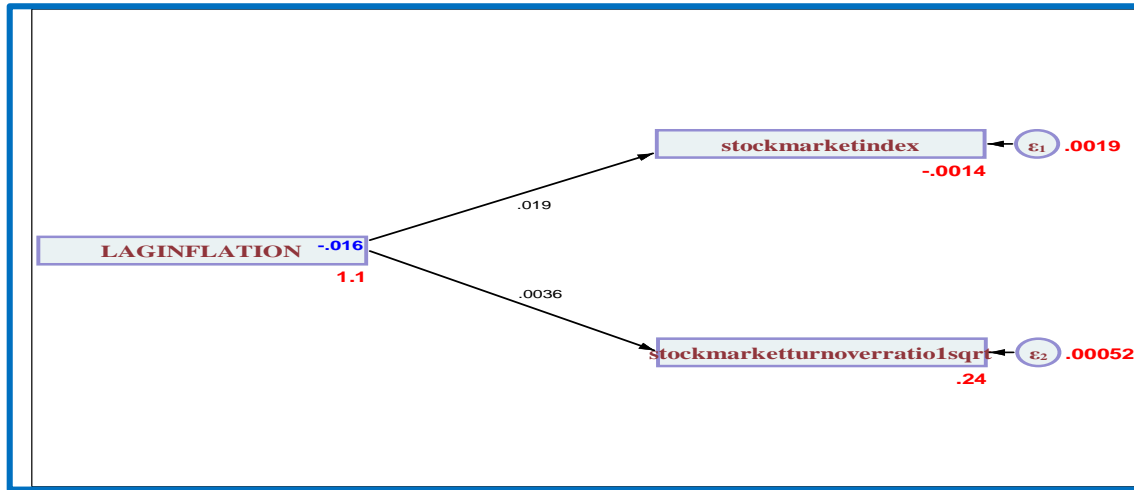 stockmarketindex
ε₁
.0019
-.0014
.019
LAGINFLATION
-.016
1.1
.0036
stockmarketturnoverratio1sqrt
ε₂
.00052
.24